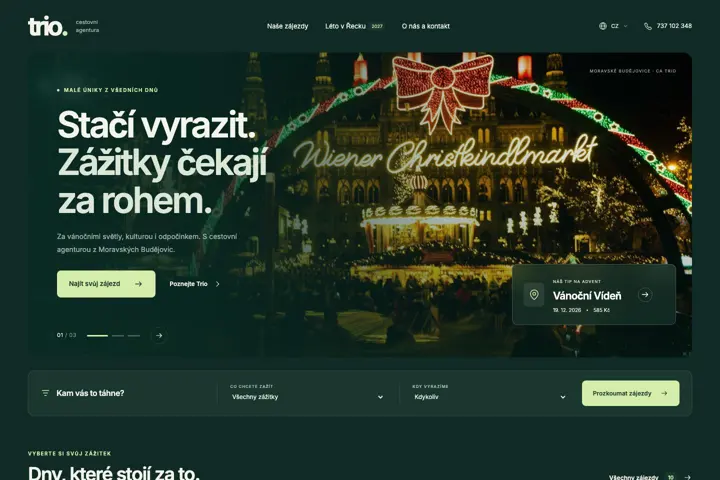 trio.
cestovní
agentura
Naše zájezdy
Léto v Řecku 2027
O nás a kontakt
CZ
737 102 348
MORAVSKÉ BUDĚJOVICE · CA TRIO
MALÉ ÚNIKY Z VŠEDNÍCH DNŮ
Stačí vyrazit.
Zážitky čekají
za rohem.
Wiener Christkindlmarkt
Za vánočními světly, kulturou i odpočinkem. S cestovní
agenturou z Moravských Budějovic.
Najít svůj zájezd
Poznejte Trio
NÁŠ TIP NA ADVENT
Vánoční Vídeň
19. 12. 2026 • 585 Kč
01 / 03
Kam vás to táhne?
CO CHCETE ZAŽÍT
Všechny zážitky
KDY VYRAZÍME
Kdykoliv
Prozkoumat zájezdy
VYBERTE SI SVŮJ ZÁŽITEK
Dny, které stojí za to.
Všechny zájezdy 10